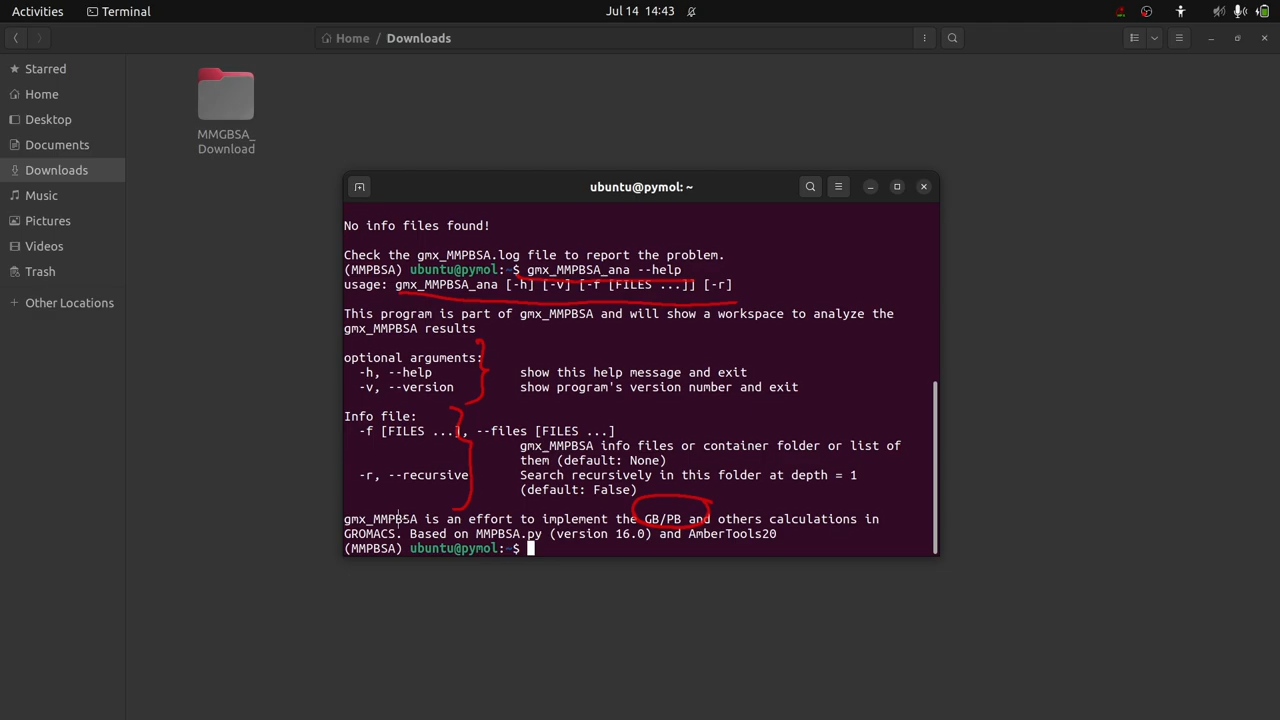 Activities
Terminal
Jul 14 14:43
Home / Downloads
Starred
Home
Desktop
Documents
Downloads
Music
Pictures
Videos
Trash
+ Other Locations
MMGBSA_
Download
ubuntu@pymol: ~
No info files found!
Check the gmx_MMPBSA.log file to report the problem.
(MMPBSA) ubuntu@pymol:~$ gmx_MMPBSA_ana --help
usage: gmx_MMPBSA_ana [-h] [-v] [-f [FILES ...]] [-r]
This program is part of gmx_MMPBSA and will show a workspace to analyze the
gmx_MMPBSA results
optional arguments:
-h, --help show this help message and exit
-v, --version show program's version number and exit
Info file:
-f [FILES ...], --files [FILES ...]
gmx_MMPBSA info files or container folder or list of
them (default: None)
-r, --recursive Search recursively in this folder at depth = 1
(default: False)
gmx_MMPBSA is an effort to implement the GB/PB and others calculations in
GROMACS. Based on MMPBSA.py (version 16.0) and AmberTools20
(MMPBSA) ubuntu@pymol:~$